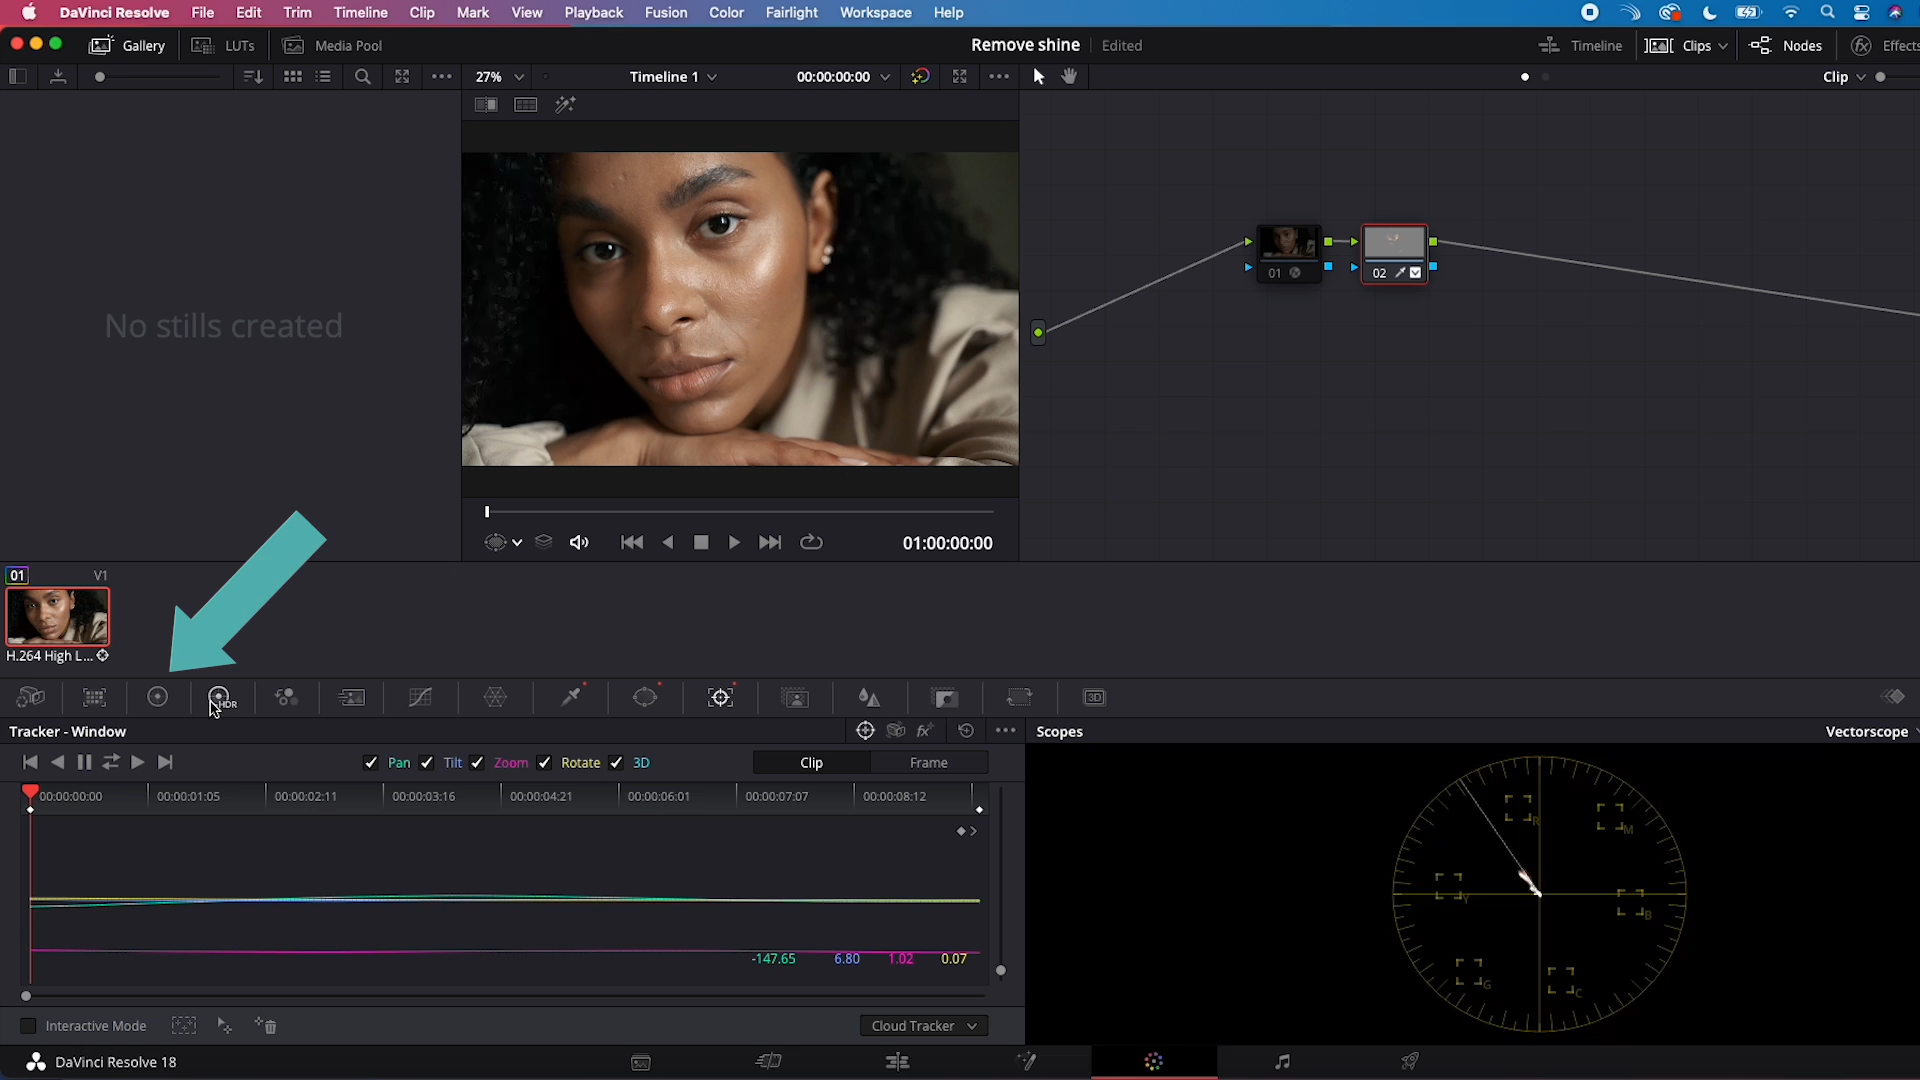 DaVinci Resolve File Edit Trim Timeline Clip Mark View Playback Fusion Color Fairlight Workspace Help
Gallery LUTs Media Pool Remove shine Edited Timeline Clips Nodes Effects
27% Timeline 1 00:00:00:00 Clip
No stills created
01 02
01:00:00:00
01 V1
H.264 High L...
HDR 3D
Tracker - Window Scopes Vectorscope
Pan Tilt Zoom Rotate 3D Clip Frame
00:00:00:00 00:00:01:05 00:00:02:11 00:00:03:16 00:00:04:21 00:00:06:01 00:00:07:07 00:00:08:12
R M
Y B
G C
-147.65 6.80 1.02 0.07
Interactive Mode Cloud Tracker
DaVinci Resolve 18